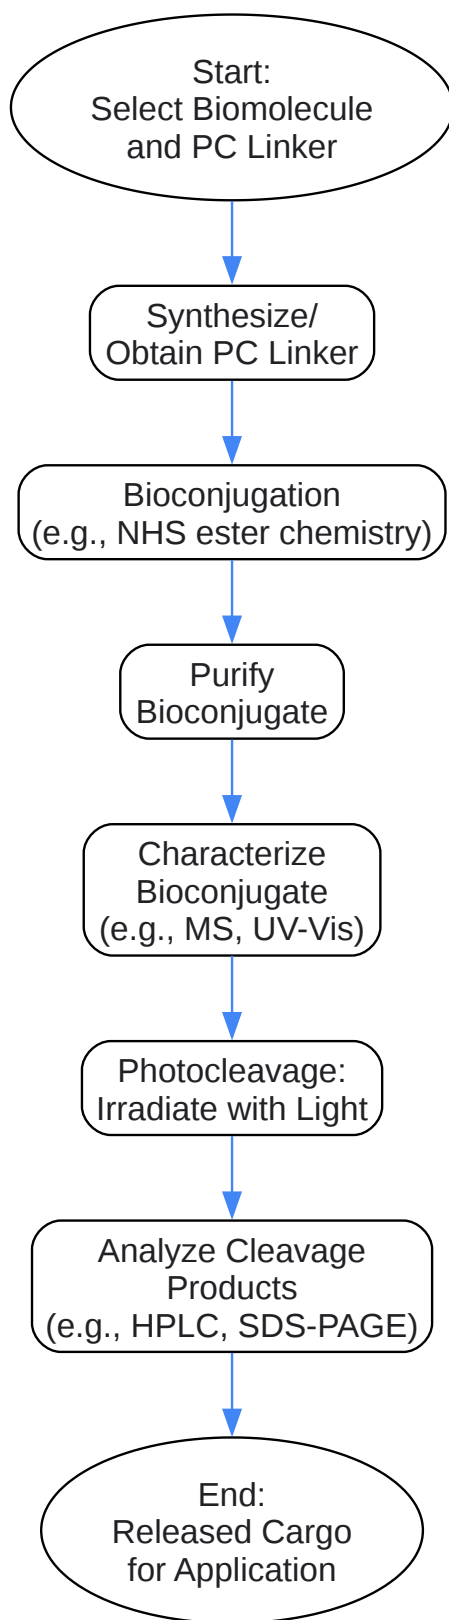 Start:
Select Biomolecule
and PC Linker
Synthesize/
Obtain PC Linker
Bioconjugation
(e.g., NHS ester chemistry)
Purify
Bioconjugate
Characterize
Bioconjugate
(e.g., MS, UV-Vis)
Photocleavage:
Irradiate with Light
Analyze Cleavage
Products
(e.g., HPLC, SDS-PAGE)
End:
Released Cargo
for Application